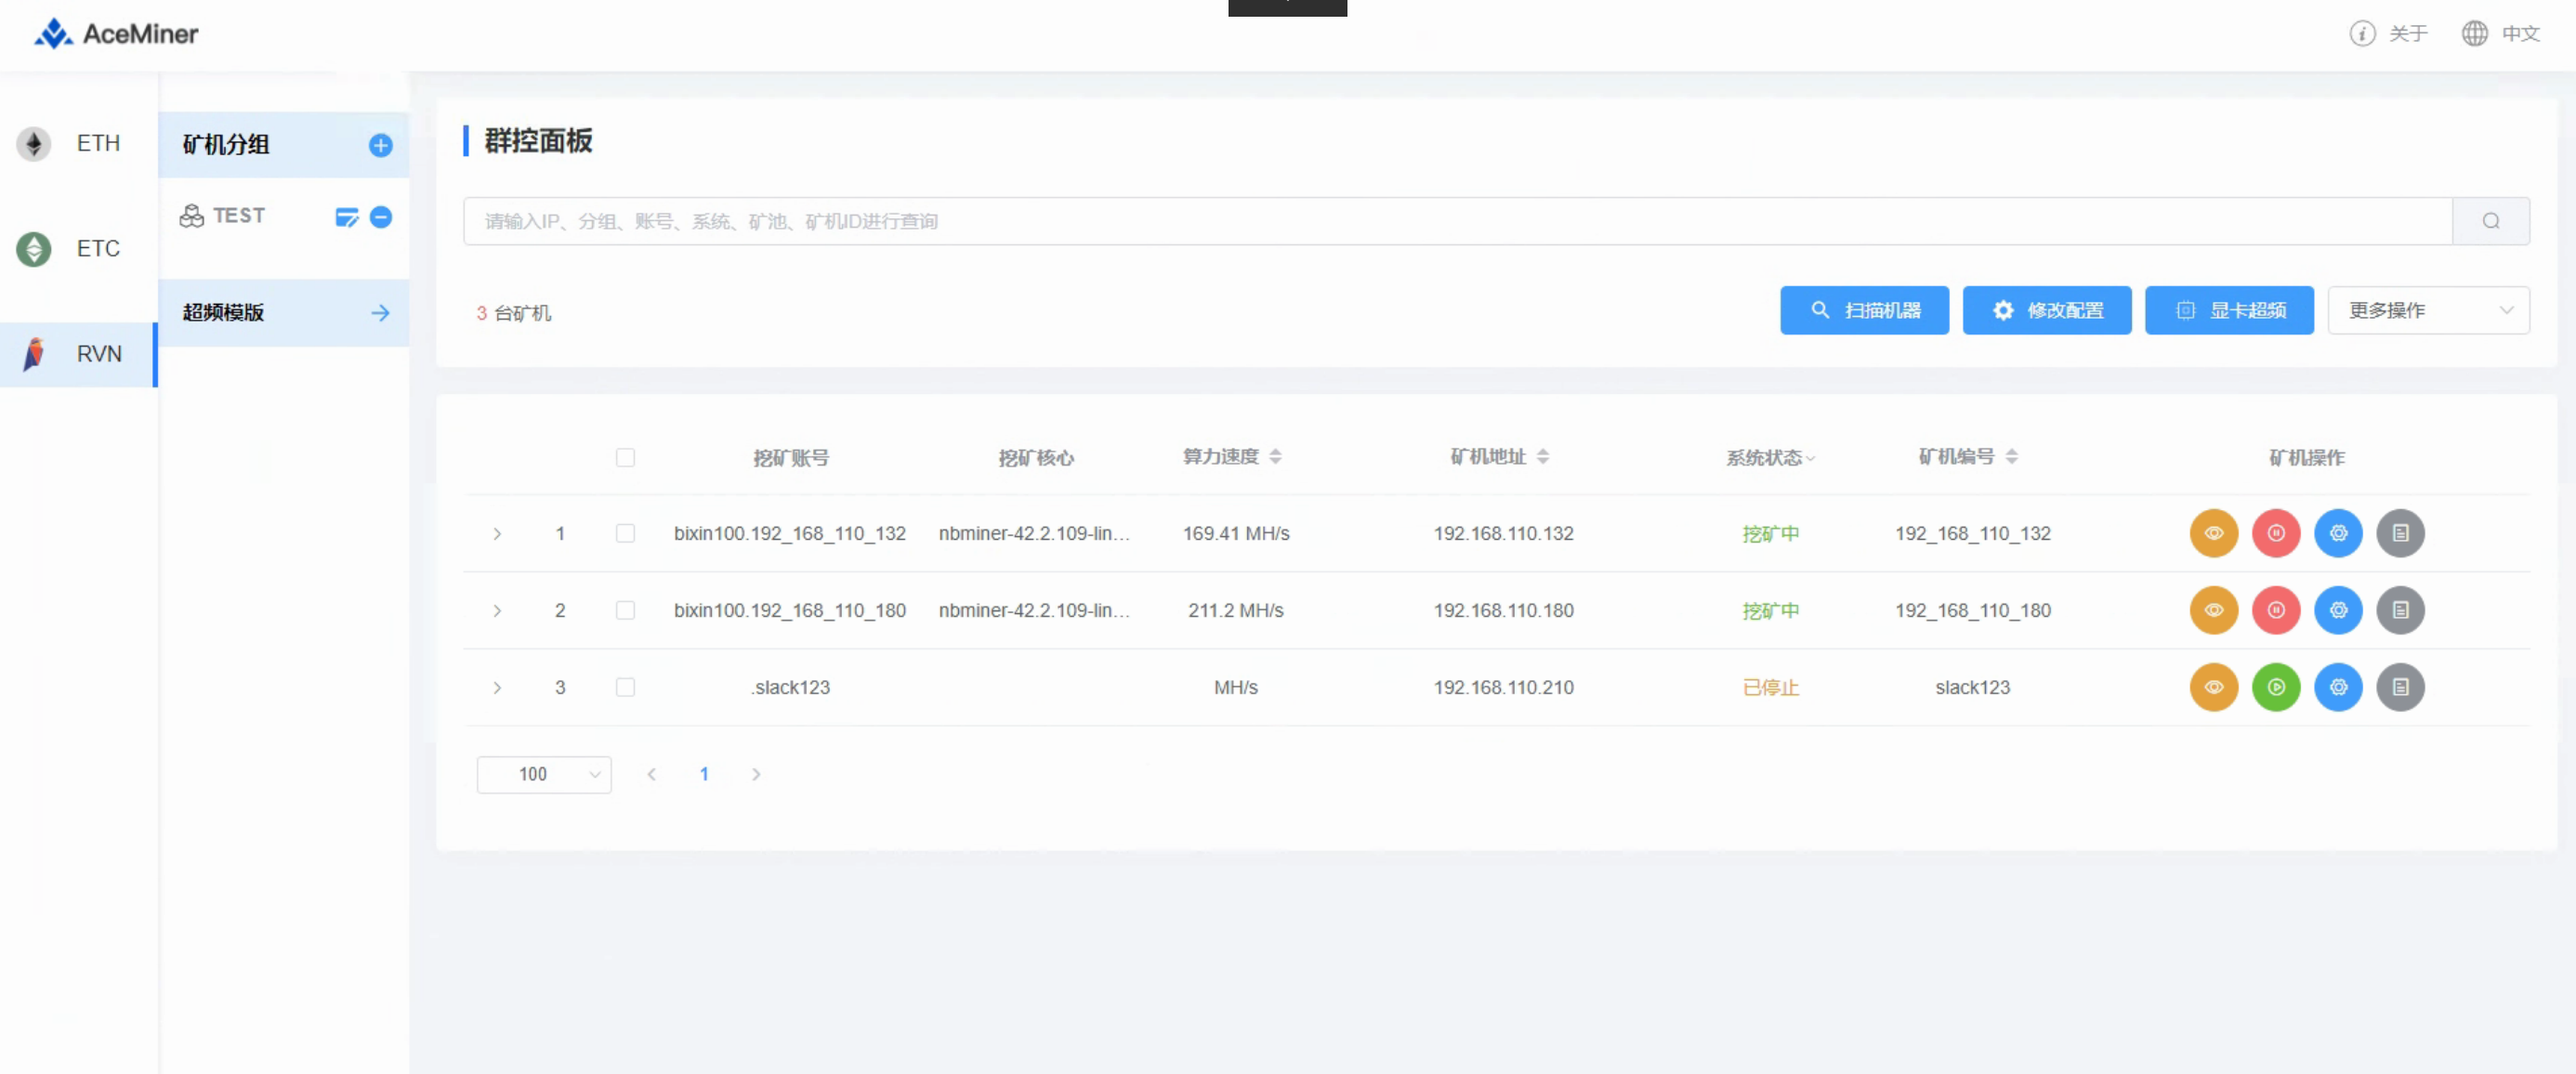 AceMiner
关于
中文
ETH
ETC
RVN
矿机分组
TEST
超频模版
群控面板
请输入IP、分组、账号、系统、矿池、矿机ID进行查询
3 台矿机
扫描机器
修改配置
显卡超频
更多操作
挖矿账号 挖矿核心 算力速度 矿机地址 系统状态 矿机编号 矿机操作
1 bixin100.192_168_110_132 nbminer-42.2.109-lin... 169.41 MH/s 192.168.110.132 挖矿中 192_168_110_132
2 bixin100.192_168_110_180 nbminer-42.2.109-lin... 211.2 MH/s 192.168.110.180 挖矿中 192_168_110_180
3 .slack123 MH/s 192.168.110.210 已停止 slack123
100 1